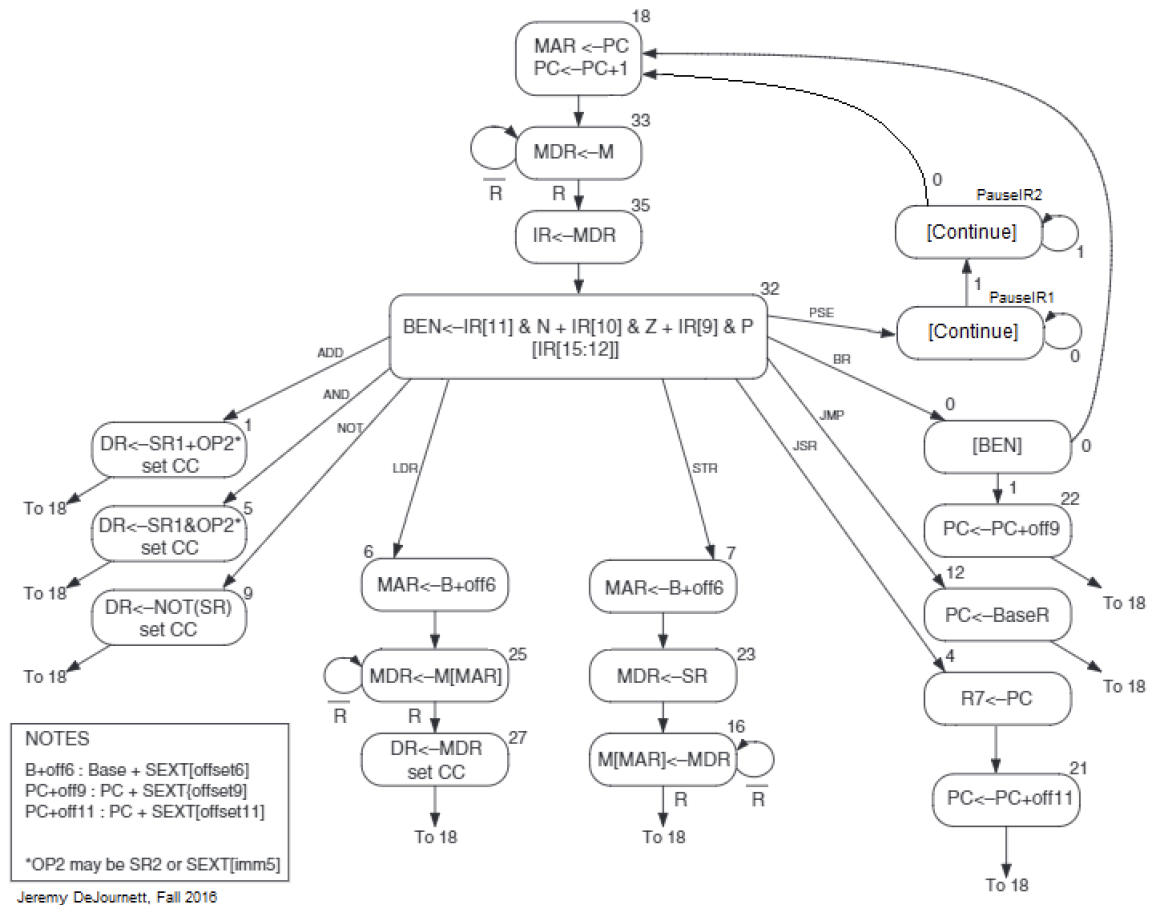 18
MAR <–PC
PC<–PC+1
33
MDR<–M
R
R
35
IR<–MDR
0
PauseIR2
[Continue]
1
1
PauseIR1
[Continue]
0
32
BEN<–IR[11] & N + IR[10] & Z + IR[9] & P
[IR[15:12]]
PSE
ADD
AND
NOT
LDR
STR
JSR
JMP
BR
1
DR<–SR1+OP2*
set CC
To 18
5
DR<–SR1&OP2*
set CC
To 18
9
DR<–NOT(SR)
set CC
To 18
6
MAR<–B+off6
25
MDR<–M[MAR]
R
R
27
DR<–MDR
set CC
To 18
7
MAR<–B+off6
23
MDR<–SR
16
M[MAR]<–MDR
R
R
To 18
0
[BEN]
0
1
22
PC<–PC+off9
To 18
12
PC<–BaseR
To 18
4
R7<–PC
21
PC<–PC+off11
To 18
NOTES
B+off6 : Base + SEXT[offset6]
PC+off9 : PC + SEXT{offset9]
PC+off11 : PC + SEXT[offset11]
*OP2 may be SR2 or SEXT[imm5]
Jeremy DeJournett, Fall 2016